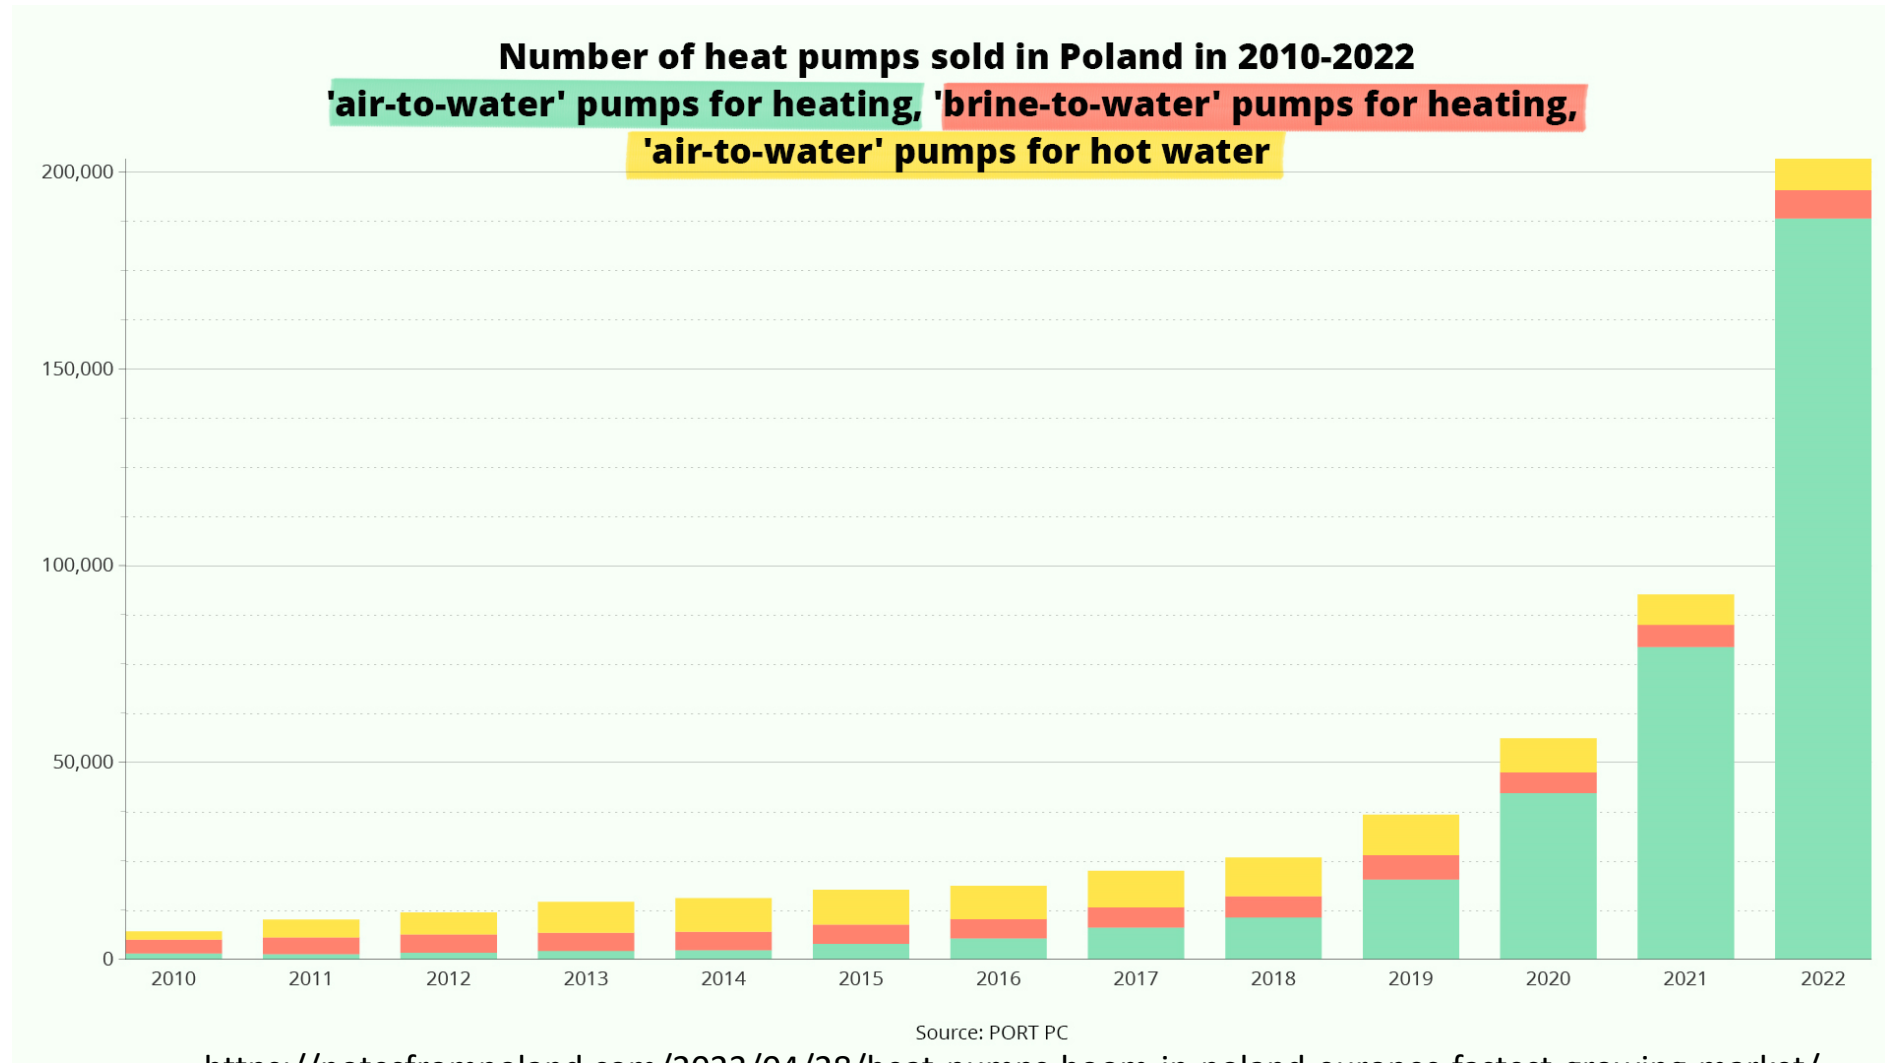 Number of heat pumps sold in Poland in 2010-2022
'air-to-water' pumps for heating, 'brine-to-water' pumps for heating,
'air-to-water' pumps for hot water
200,000
150,000
100,000
50,000
0
2010 2011 2012 2013 2014 2015 2016 2017 2018 2019 2020 2021 2022
Source: PORT PC